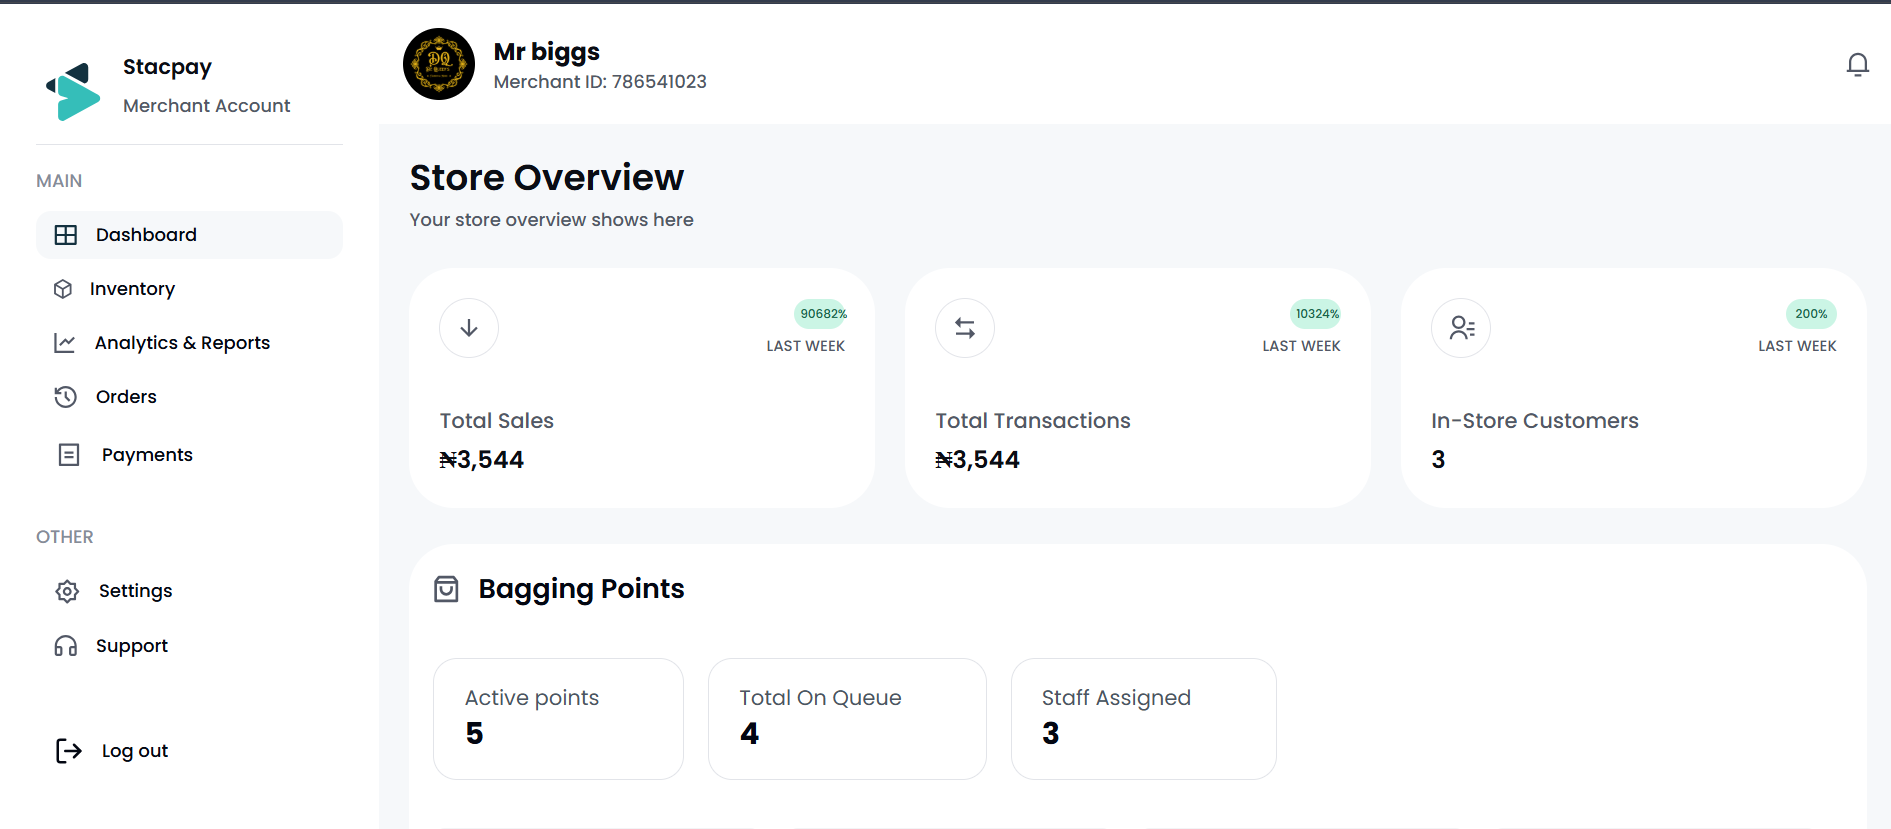 Stacpay
Merchant Account
MAIN
Dashboard
Inventory
Analytics & Reports
Orders
Payments
OTHER
Settings
Support
Log out
DQ
Mr biggs
Merchant ID: 786541023
Store Overview
Your store overview shows here
90682%
LAST WEEK
Total Sales
₦3,544
10324%
LAST WEEK
Total Transactions
₦3,544
200%
LAST WEEK
In-Store Customers
3
Bagging Points
Active points
5
Total On Queue
4
Staff Assigned
3